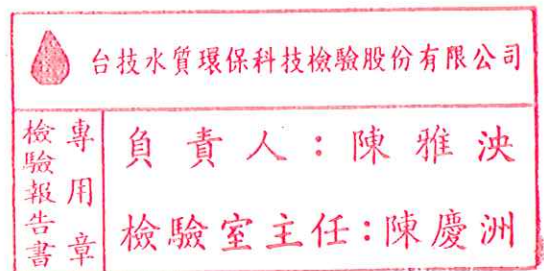 台技水質環保科技檢驗股份有限公司
檢驗報告書
專用章
負責人：陳雅泱
檢驗室主任：陳慶洲